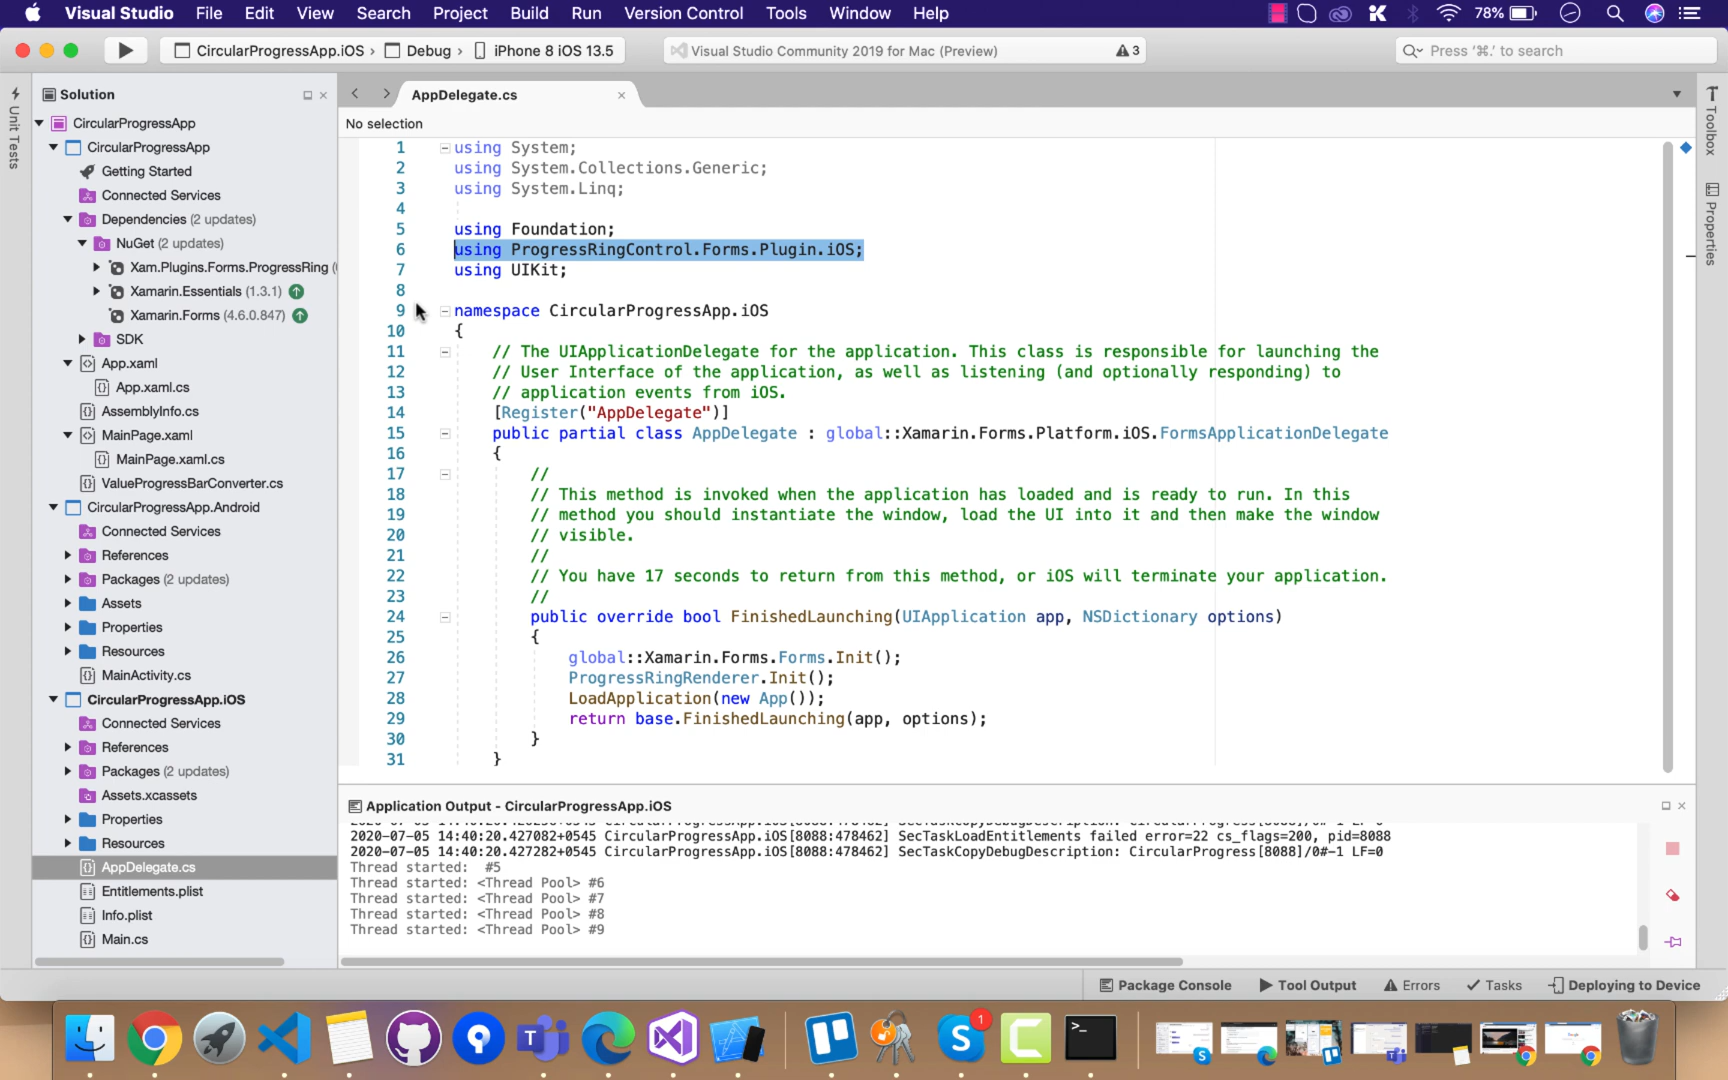 Visual Studio File Edit View Search Project Build Run Version Control Tools Window Help 78%
CircularProgressApp.iOS › Debug › iPhone 8 iOS 13.5 Visual Studio Community 2019 for Mac (Preview) 3 Press ‘⌘.’ to search
Unit Tests
Solution
CircularProgressApp
CircularProgressApp
Getting Started
Connected Services
Dependencies (2 updates)
NuGet (2 updates)
Xam.Plugins.Forms.ProgressRing (
Xamarin.Essentials (1.3.1)
Xamarin.Forms (4.6.0.847)
SDK
App.xaml
App.xaml.cs
AssemblyInfo.cs
MainPage.xaml
MainPage.xaml.cs
ValueProgressBarConverter.cs
CircularProgressApp.Android
Connected Services
References
Packages (2 updates)
Assets
Properties
Resources
MainActivity.cs
CircularProgressApp.iOS
Connected Services
References
Packages (2 updates)
Assets.xcassets
Properties
Resources
AppDelegate.cs
Entitlements.plist
Info.plist
Main.cs
AppDelegate.cs
No selection
1 using System;
2 using System.Collections.Generic;
3 using System.Linq;
4
5 using Foundation;
6 using ProgressRingControl.Forms.Plugin.iOS;
7 using UIKit;
8
9 namespace CircularProgressApp.iOS
10 {
11 // The UIApplicationDelegate for the application. This class is responsible for launching the
12 // User Interface of the application, as well as listening (and optionally responding) to
13 // application events from iOS.
14 [Register("AppDelegate")]
15 public partial class AppDelegate : global::Xamarin.Forms.Platform.iOS.FormsApplicationDelegate
16 {
17 //
18 // This method is invoked when the application has loaded and is ready to run. In this
19 // method you should instantiate the window, load the UI into it and then make the window
20 // visible.
21 //
22 // You have 17 seconds to return from this method, or iOS will terminate your application.
23 //
24 public override bool FinishedLaunching(UIApplication app, NSDictionary options)
25 {
26 global::Xamarin.Forms.Forms.Init();
27 ProgressRingRenderer.Init();
28 LoadApplication(new App());
29 return base.FinishedLaunching(app, options);
30 }
31 }
Toolbox
Properties
Application Output - CircularProgressApp.iOS
2020-07-05 14:40:20.427082+0545 CircularProgressApp.iOS[8088:478462] SecTaskLoadEntitlements failed error=22 cs_flags=200, pid=8088
2020-07-05 14:40:20.427282+0545 CircularProgressApp.iOS[8088:478462] SecTaskCopyDebugDescription: CircularProgress[8088]/0#-1 LF=0
Thread started: #5
Thread started: <Thread Pool> #6
Thread started: <Thread Pool> #7
Thread started: <Thread Pool> #8
Thread started: <Thread Pool> #9
Package Console Tool Output Errors Tasks Deploying to Device
1